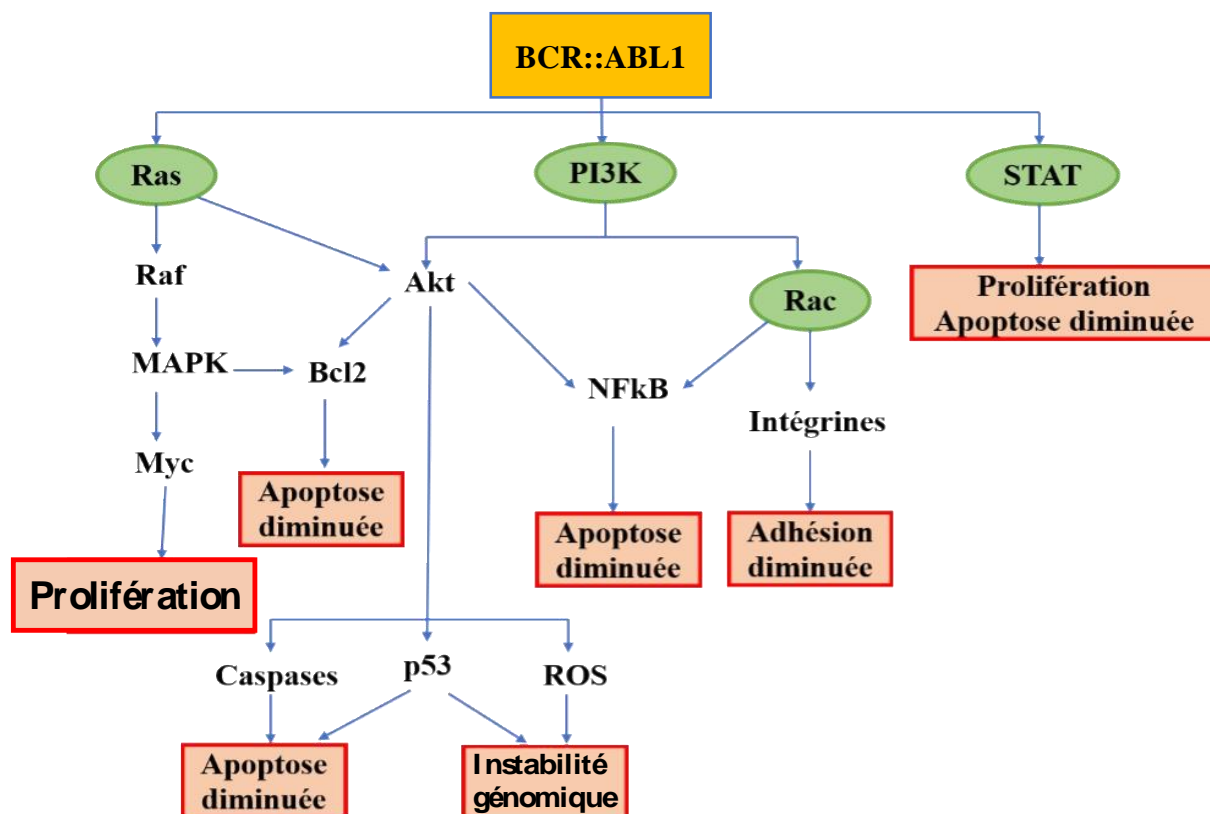 BCR::ABL1
Ras
PI3K
STAT
Raf
Akt
Rac
Prolifération
Apoptose diminuée
MAPK
Bcl2
NFkB
Intégrines
Myc
Apoptose
diminuée
Apoptose
diminuée
Adhésion
diminuée
Prolifération
Caspases
p53
ROS
Apoptose
diminuée
Instabilité
génomique